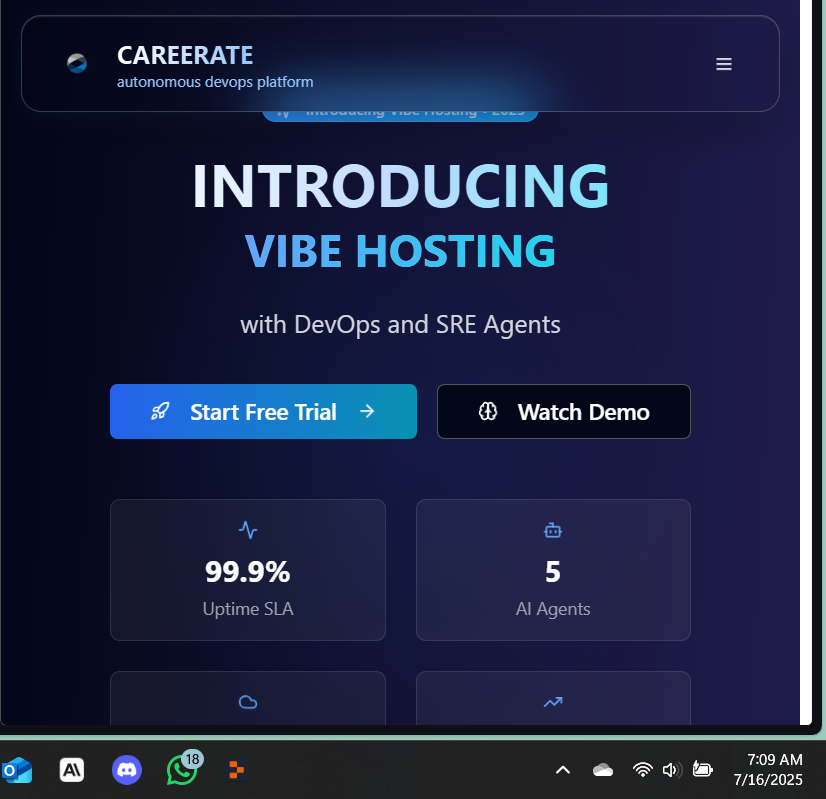 CAREERATE
autonomous devops platform
Introducing Vibe Hosting • 2025
INTRODUCING
VIBE HOSTING
with DevOps and SRE Agents
Start Free Trial
Watch Demo
99.9%
Uptime SLA
5
AI Agents
18
7:09 AM
7/16/2025